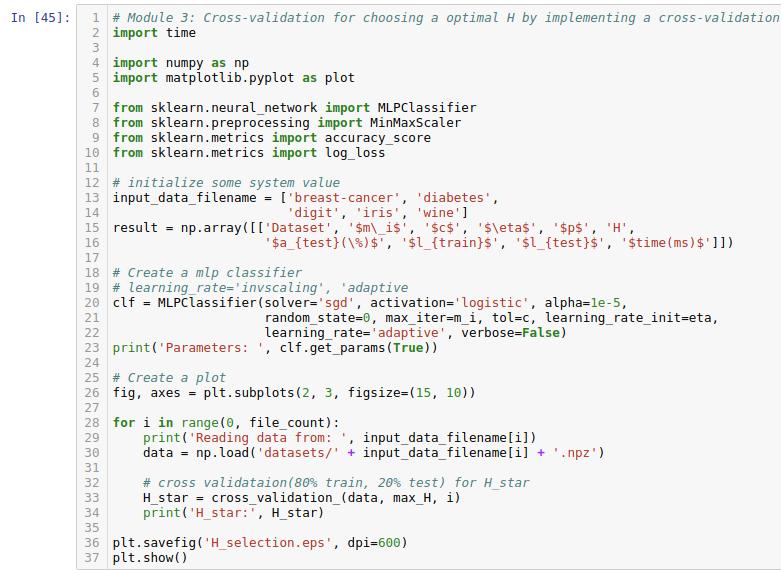 In [45]:
1 # Module 3: Cross-validation for choosing a optimal H by implementing a cross-validation
2 import time
3
4 import numpy as np
5 import matplotlib.pyplot as plot
6
7 from sklearn.neural_network import MLPClassifier
8 from sklearn.preprocessing import MinMaxScaler
9 from sklearn.metrics import accuracy_score
10 from sklearn.metrics import log_loss
11
12 # initialize some system value
13 input_data_filename = ['breast-cancer', 'diabetes',
14                        'digit', 'iris', 'wine']
15 result = np.array([['Dataset', '$m\_i$', '$c$', '$\eta$', '$p$', 'H',
16                     '$a_{test}(\%)$', '$l_{train}$', '$l_{test}$', '$time(ms)$']])
17
18 # Create a mlp classifier
19 # learning_rate='invscaling', 'adaptive
20 clf = MLPClassifier(solver='sgd', activation='logistic', alpha=1e-5,
21                     random_state=0, max_iter=m_i, tol=c, learning_rate_init=eta,
22                     learning_rate='adaptive', verbose=False)
23 print('Parameters: ', clf.get_params(True))
24
25 # Create a plot
26 fig, axes = plt.subplots(2, 3, figsize=(15, 10))
27
28 for i in range(0, file_count):
29     print('Reading data from: ', input_data_filename[i])
30     data = np.load('datasets/' + input_data_filename[i] + '.npz')
31
32     # cross validataion(80% train, 20% test) for H_star
33     H_star = cross_validation_(data, max_H, i)
34     print('H_star:', H_star)
35
36 plt.savefig('H_selection.eps', dpi=600)
37 plt.show()